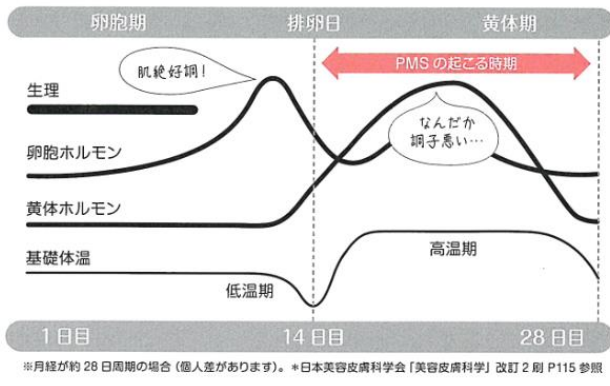 卵胞期 排卵日 黄体期
PMSの起こる時期
肌絶好調!
生理
なんだか
調子悪い…
卵胞ホルモン
黄体ホルモン
基礎体温
高温期
低温期
1日目 14日目 28日目
※月経が約28日周期の場合(個人差があります)。*日本美容皮膚科学会「美容皮膚科学」改訂2刷 P115参照